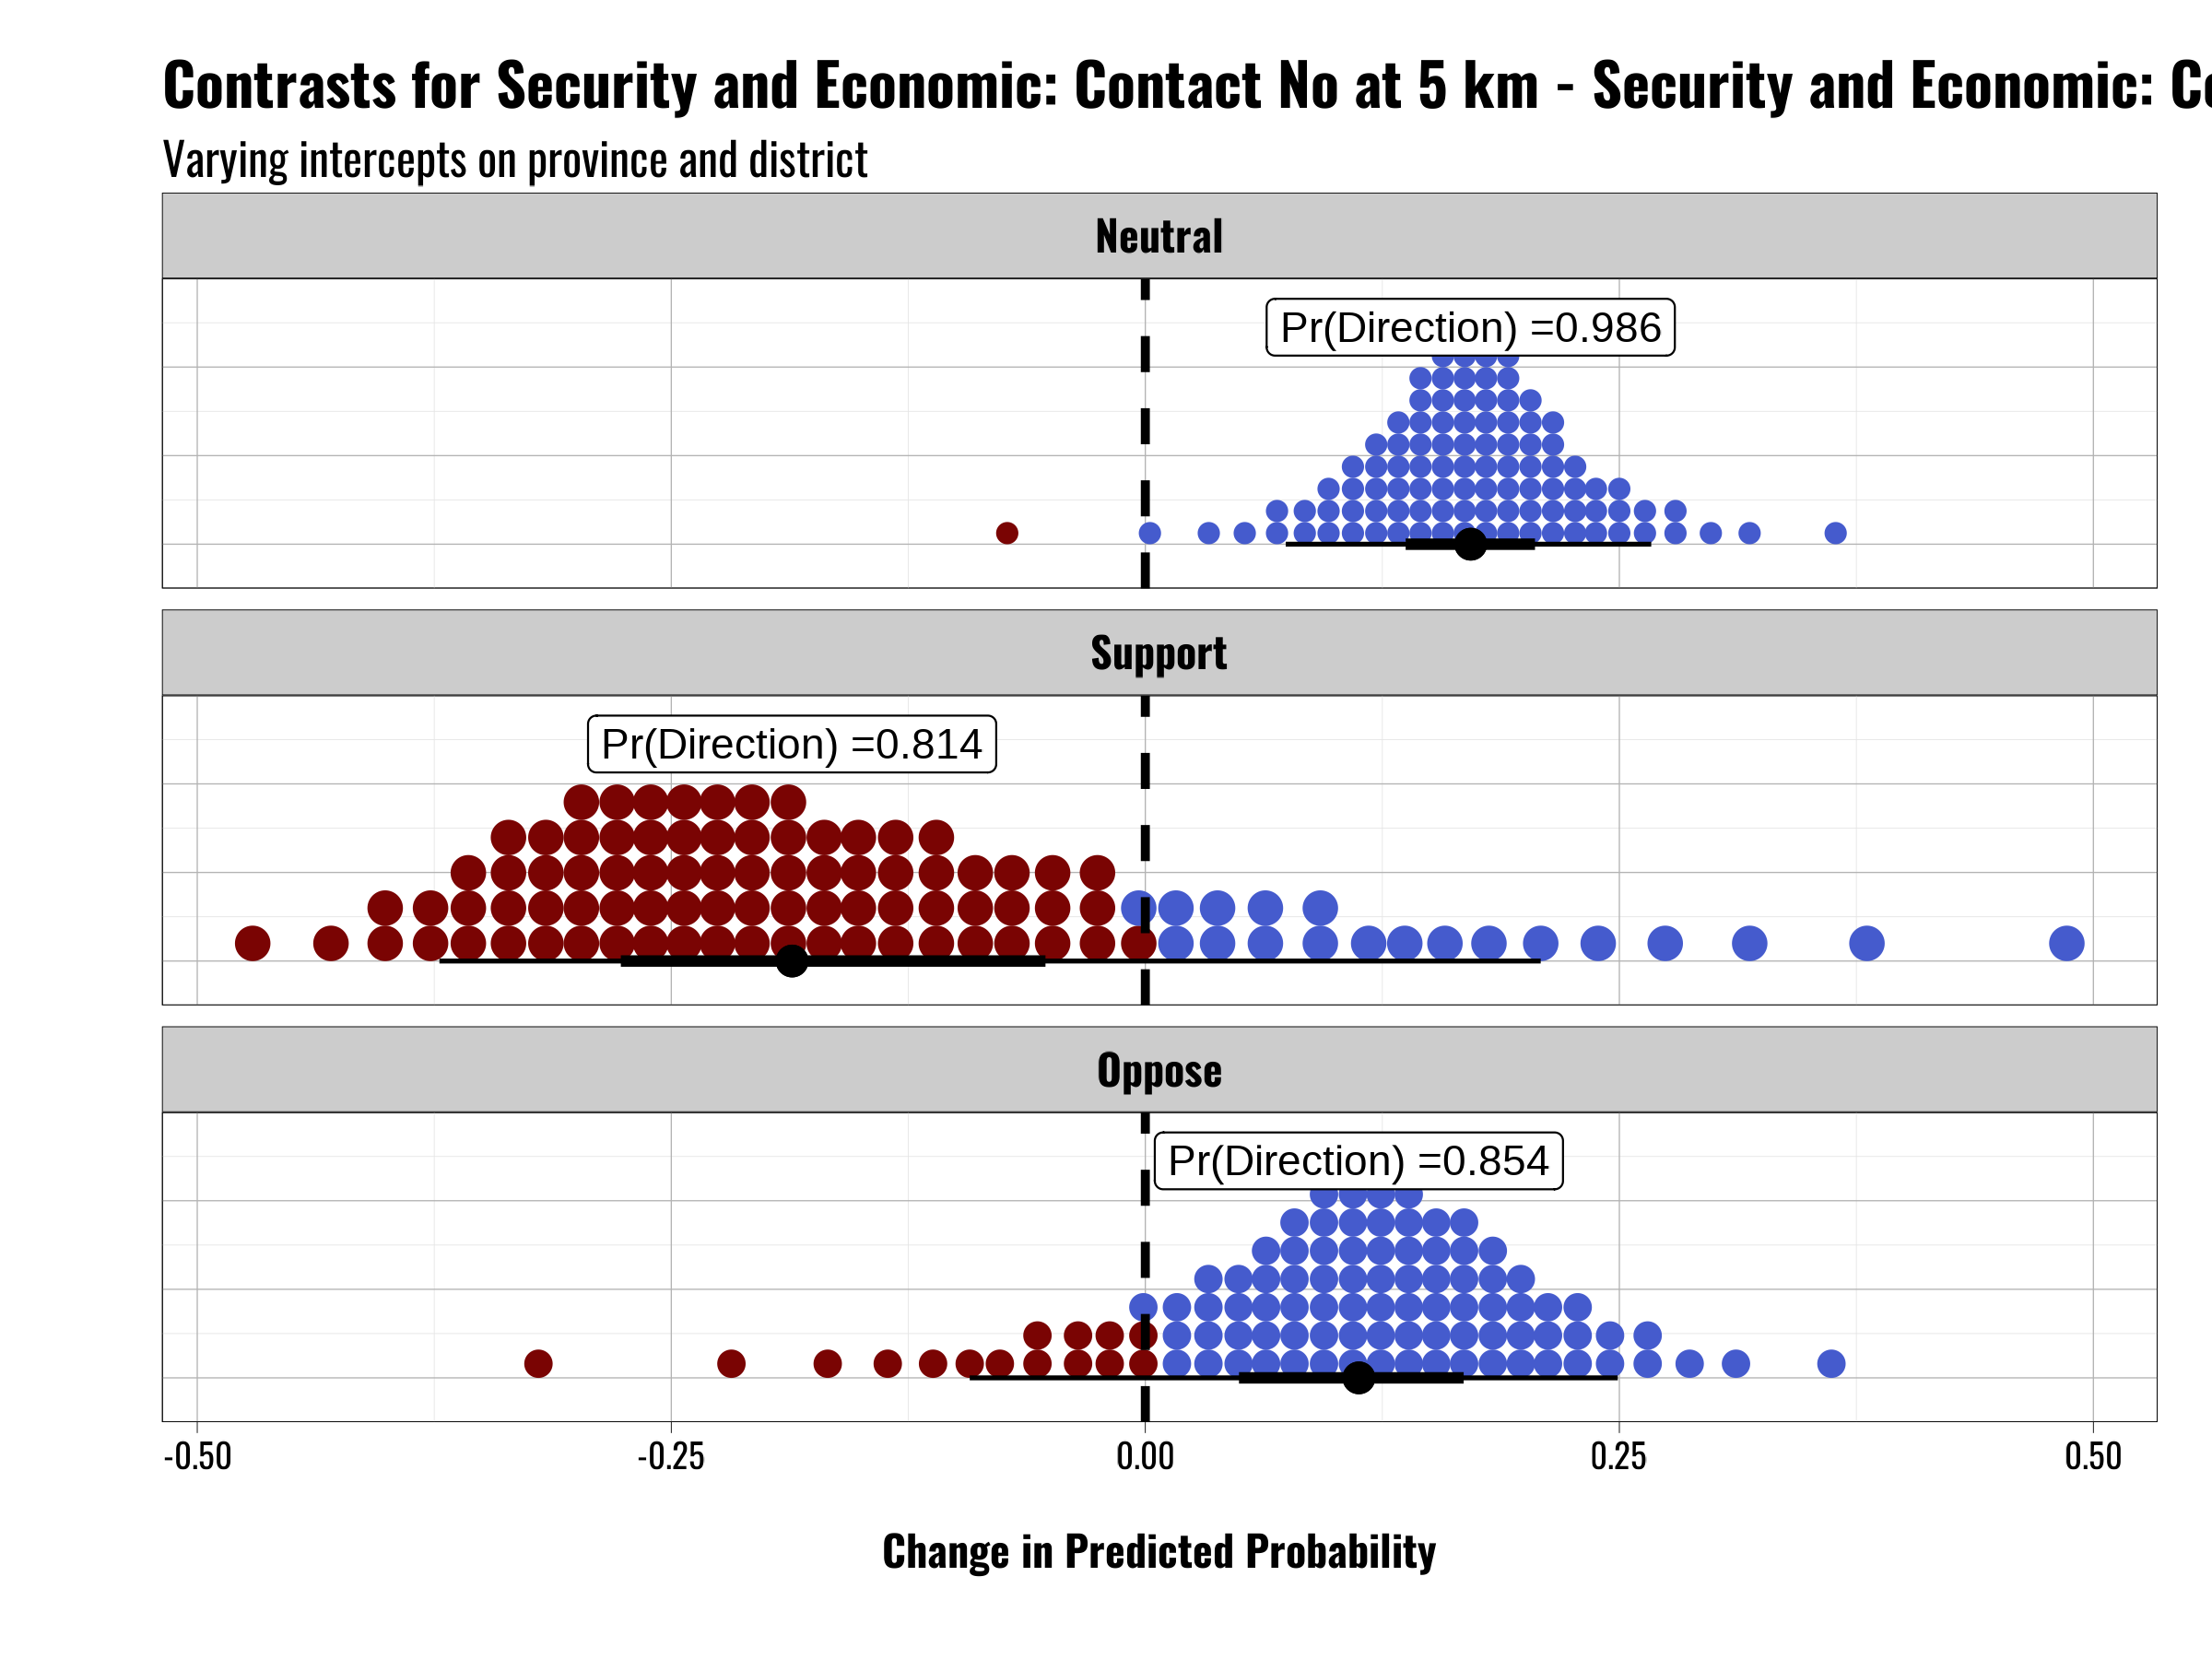 Contrasts for Security and Economic: Contact No at 5 km - Security and Economic:
Varying intercepts on province and district
Neutral
Pr(Direction) =0.986
Support
Pr(Direction) =0.814
Oppose
Pr(Direction) =0.854
-0.50 -0.25 0.00 0.25 0.50
Change in Predicted Probability